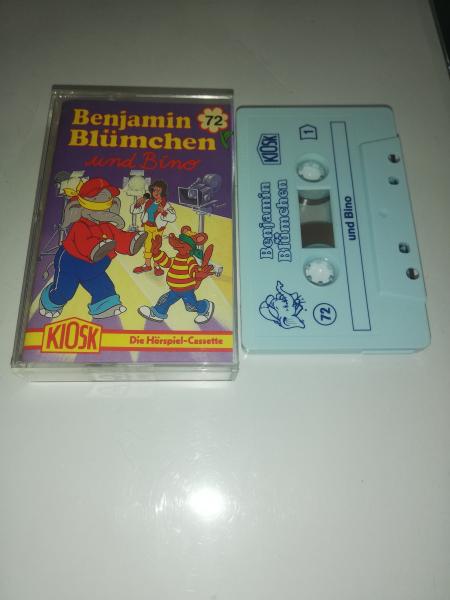 Benjamin
Blümchen
72
und Bino
KIOSK
Die Hörspiel-Cassette
KIOSK
1
Benjamin
Blümchen
und Bino
72